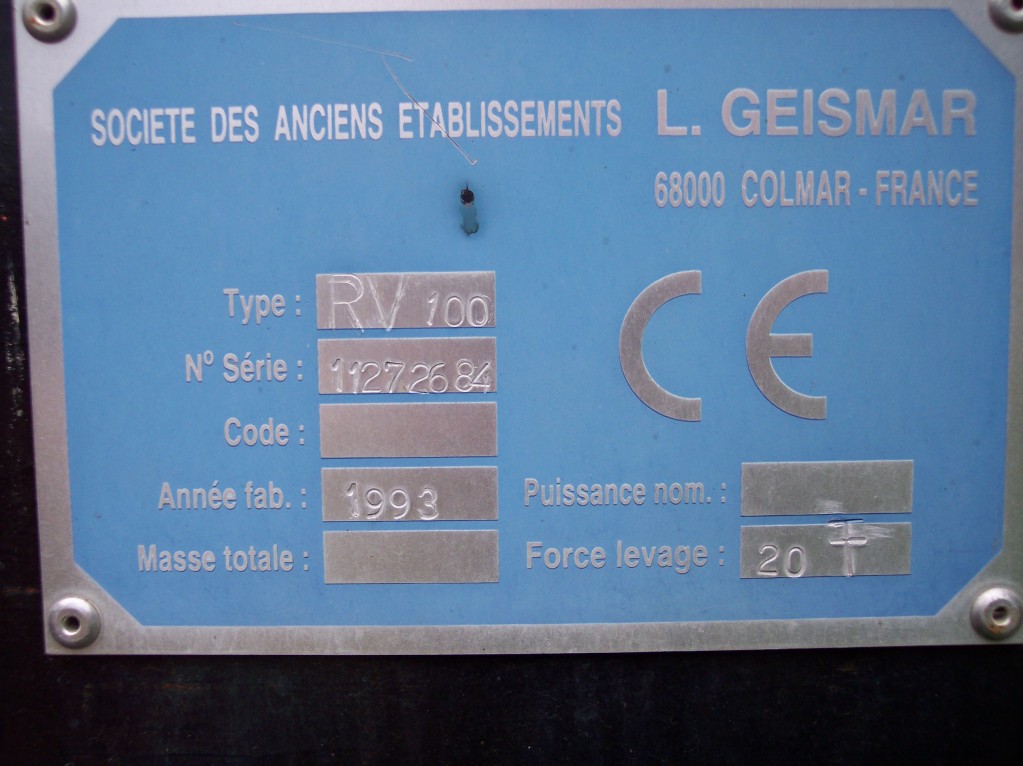 SOCIETE DES ANCIENS ETABLISSEMENTS L. GEISMAR
68000 COLMAR - FRANCE
Type : RV 100
N° Série : 11272684
Code :
Année fab. : 1993
Masse totale :
CE
Puissance nom. :
Force levage : 20 T